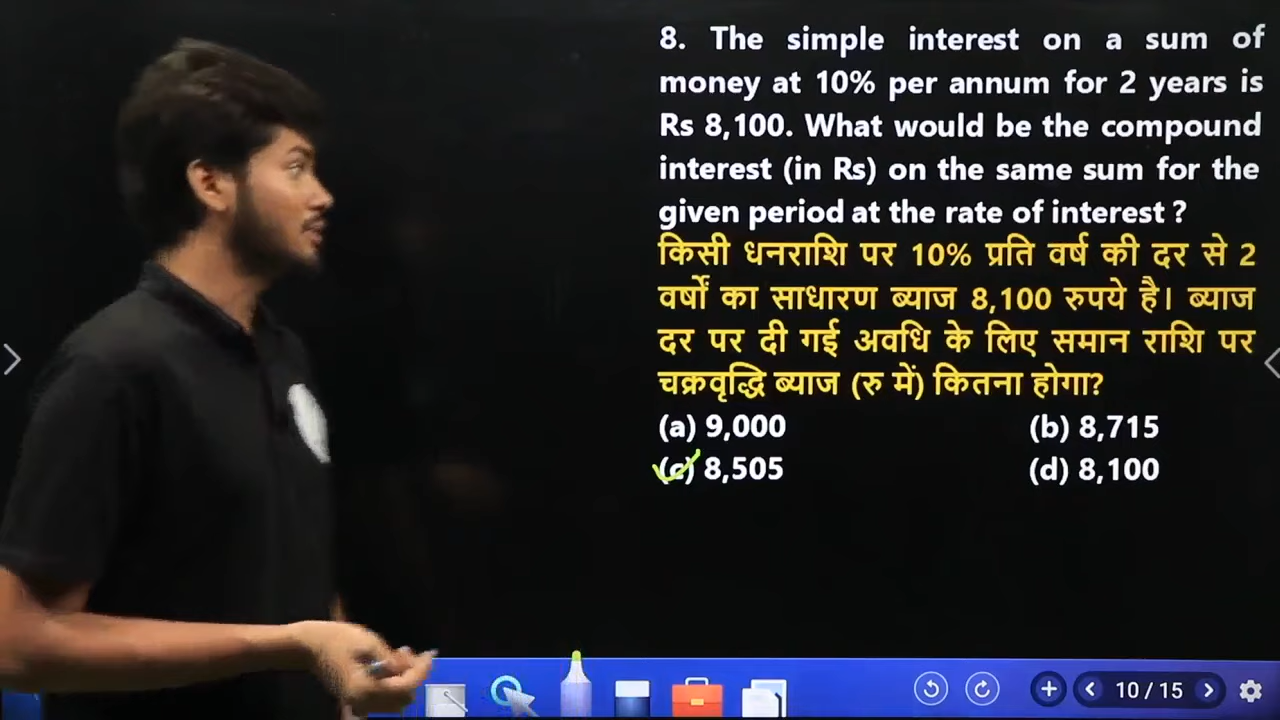 8. The simple interest on a sum of
money at 10% per annum for 2 years is
Rs 8,100. What would be the compound
interest (in Rs) on the same sum for the
given period at the rate of interest ?
किसी धनराशि पर 10% प्रति वर्ष की दर से 2
वर्षों का साधारण ब्याज 8,100 रुपये है। ब्याज
दर पर दी गई अवधि के लिए समान राशि पर
चक्रवृद्धि ब्याज (रु में) कितना होगा?
(a) 9,000 (b) 8,715
(c) 8,505 (d) 8,100
10 / 15